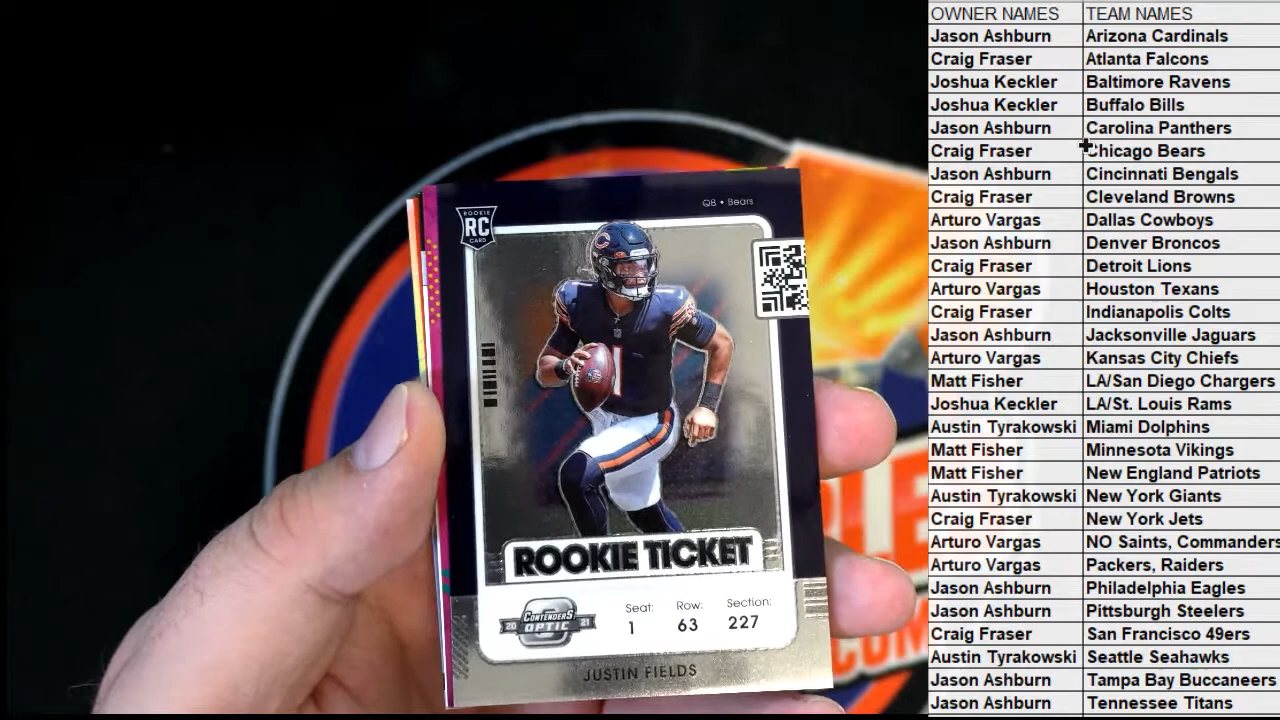 ROOKIE
RC
CARD
QB • Bears
1
ROOKIE TICKET
20 CONTENDERS OPTIC 21
Seat: Row: Section:
1 63 227
JUSTIN FIELDS
COM
OWNER NAMES TEAM NAMES
Jason Ashburn Arizona Cardinals
Craig Fraser Atlanta Falcons
Joshua Keckler Baltimore Ravens
Joshua Keckler Buffalo Bills
Jason Ashburn Carolina Panthers
Craig Fraser Chicago Bears
Jason Ashburn Cincinnati Bengals
Craig Fraser Cleveland Browns
Arturo Vargas Dallas Cowboys
Jason Ashburn Denver Broncos
Craig Fraser Detroit Lions
Arturo Vargas Houston Texans
Craig Fraser Indianapolis Colts
Jason Ashburn Jacksonville Jaguars
Arturo Vargas Kansas City Chiefs
Matt Fisher LA/San Diego Chargers
Joshua Keckler LA/St. Louis Rams
Austin Tyrakowski Miami Dolphins
Matt Fisher Minnesota Vikings
Matt Fisher New England Patriots
Austin Tyrakowski New York Giants
Craig Fraser New York Jets
Arturo Vargas NO Saints, Commanders
Arturo Vargas Packers, Raiders
Jason Ashburn Philadelphia Eagles
Jason Ashburn Pittsburgh Steelers
Craig Fraser San Francisco 49ers
Austin Tyrakowski Seattle Seahawks
Jason Ashburn Tampa Bay Buccaneers
Jason Ashburn Tennessee Titans